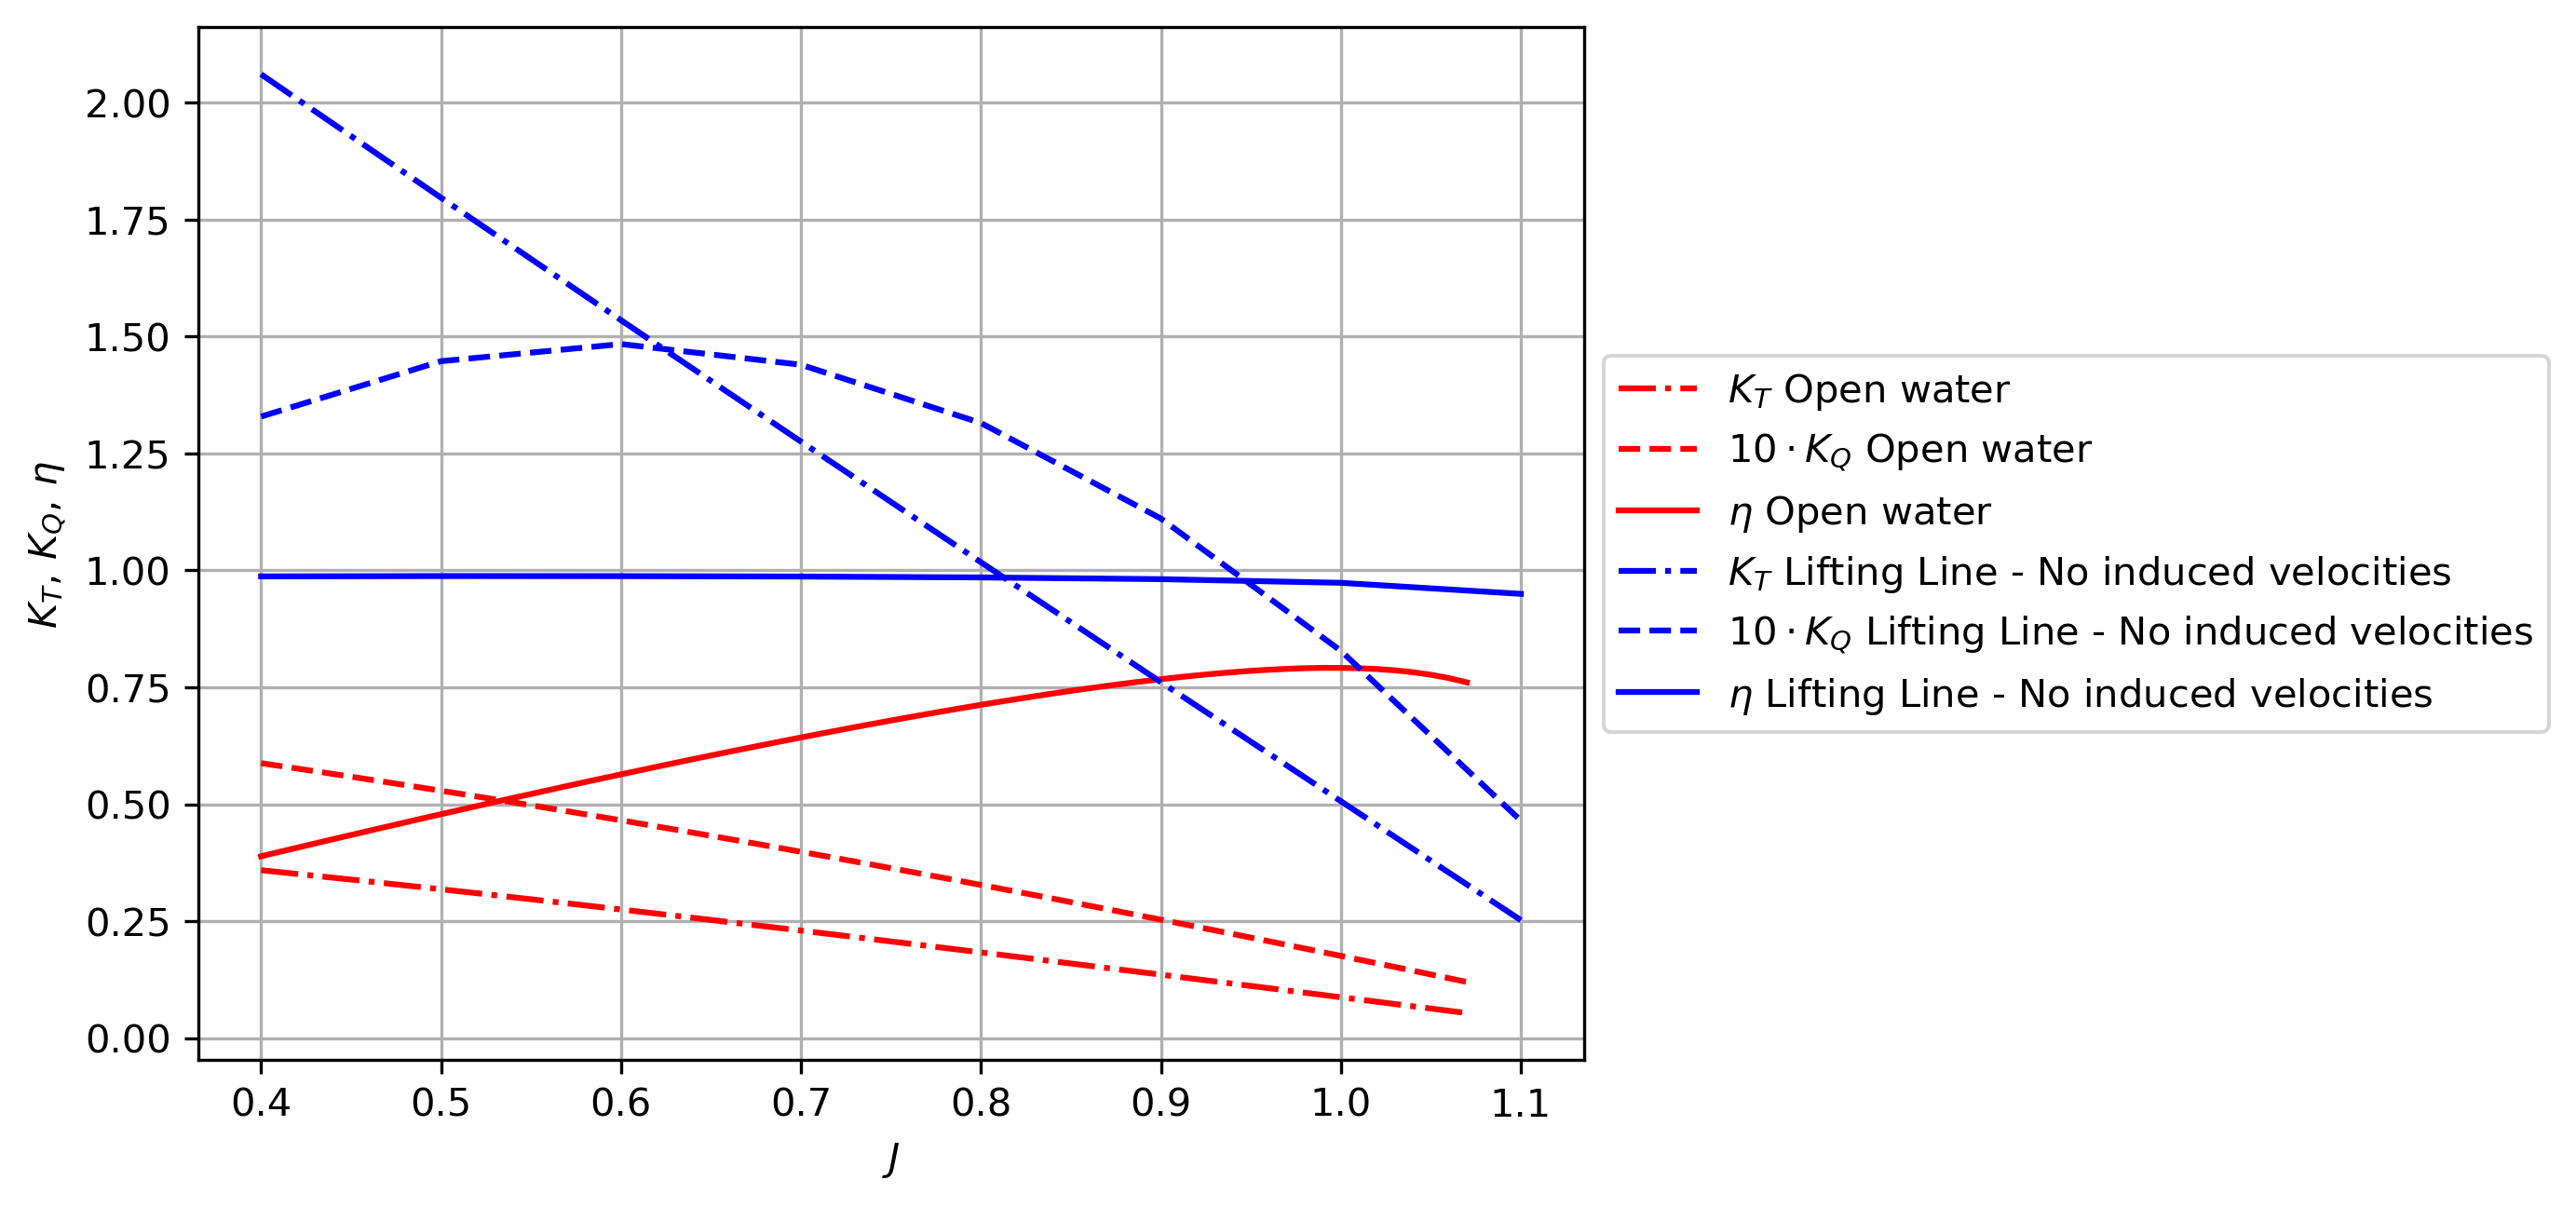 2.00
1.75
1.50
1.25
1.00
0.75
0.50
0.25
0.00
K_T, K_Q, η
0.4 0.5 0.6 0.7 0.8 0.9 1.0 1.1
J
K_T Open water
10 · K_Q Open water
η Open water
K_T Lifting Line - No induced velocities
10 · K_Q Lifting Line - No induced velocities
η Lifting Line - No induced velocities